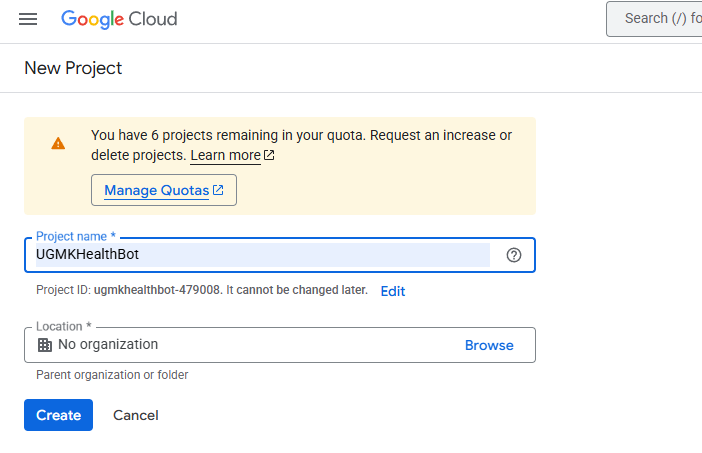 Google Cloud
Search (/) fo
New Project
You have 6 projects remaining in your quota. Request an increase or
delete projects. Learn more
Manage Quotas
Project name *
UGMKHealthBot
Project ID: ugmkhealthbot-479008. It cannot be changed later. Edit
Location *
No organization
Browse
Parent organization or folder
Create
Cancel